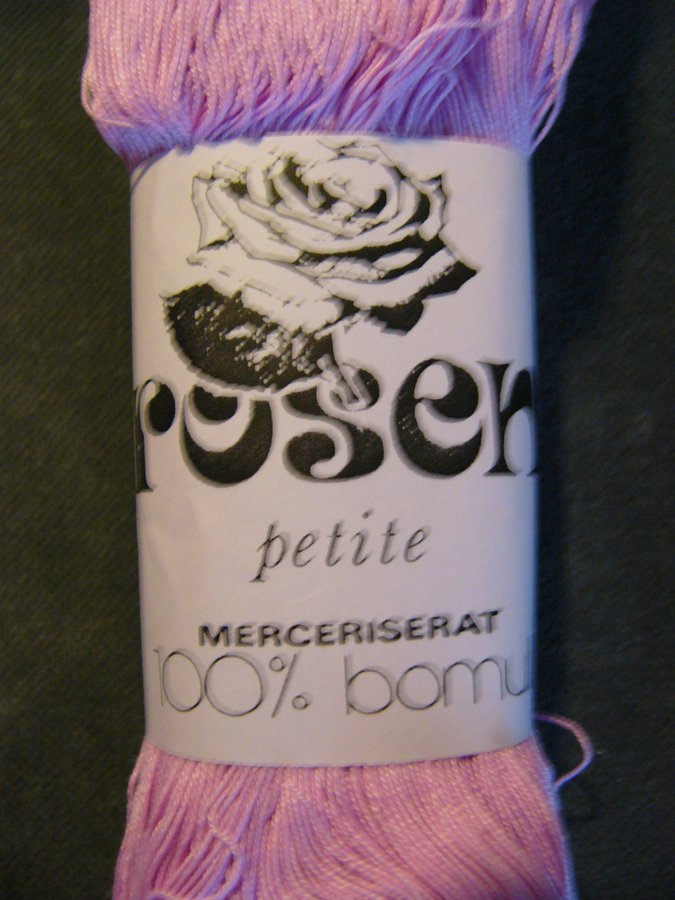 rosen
petite
MERCERISERAT
100% bomul